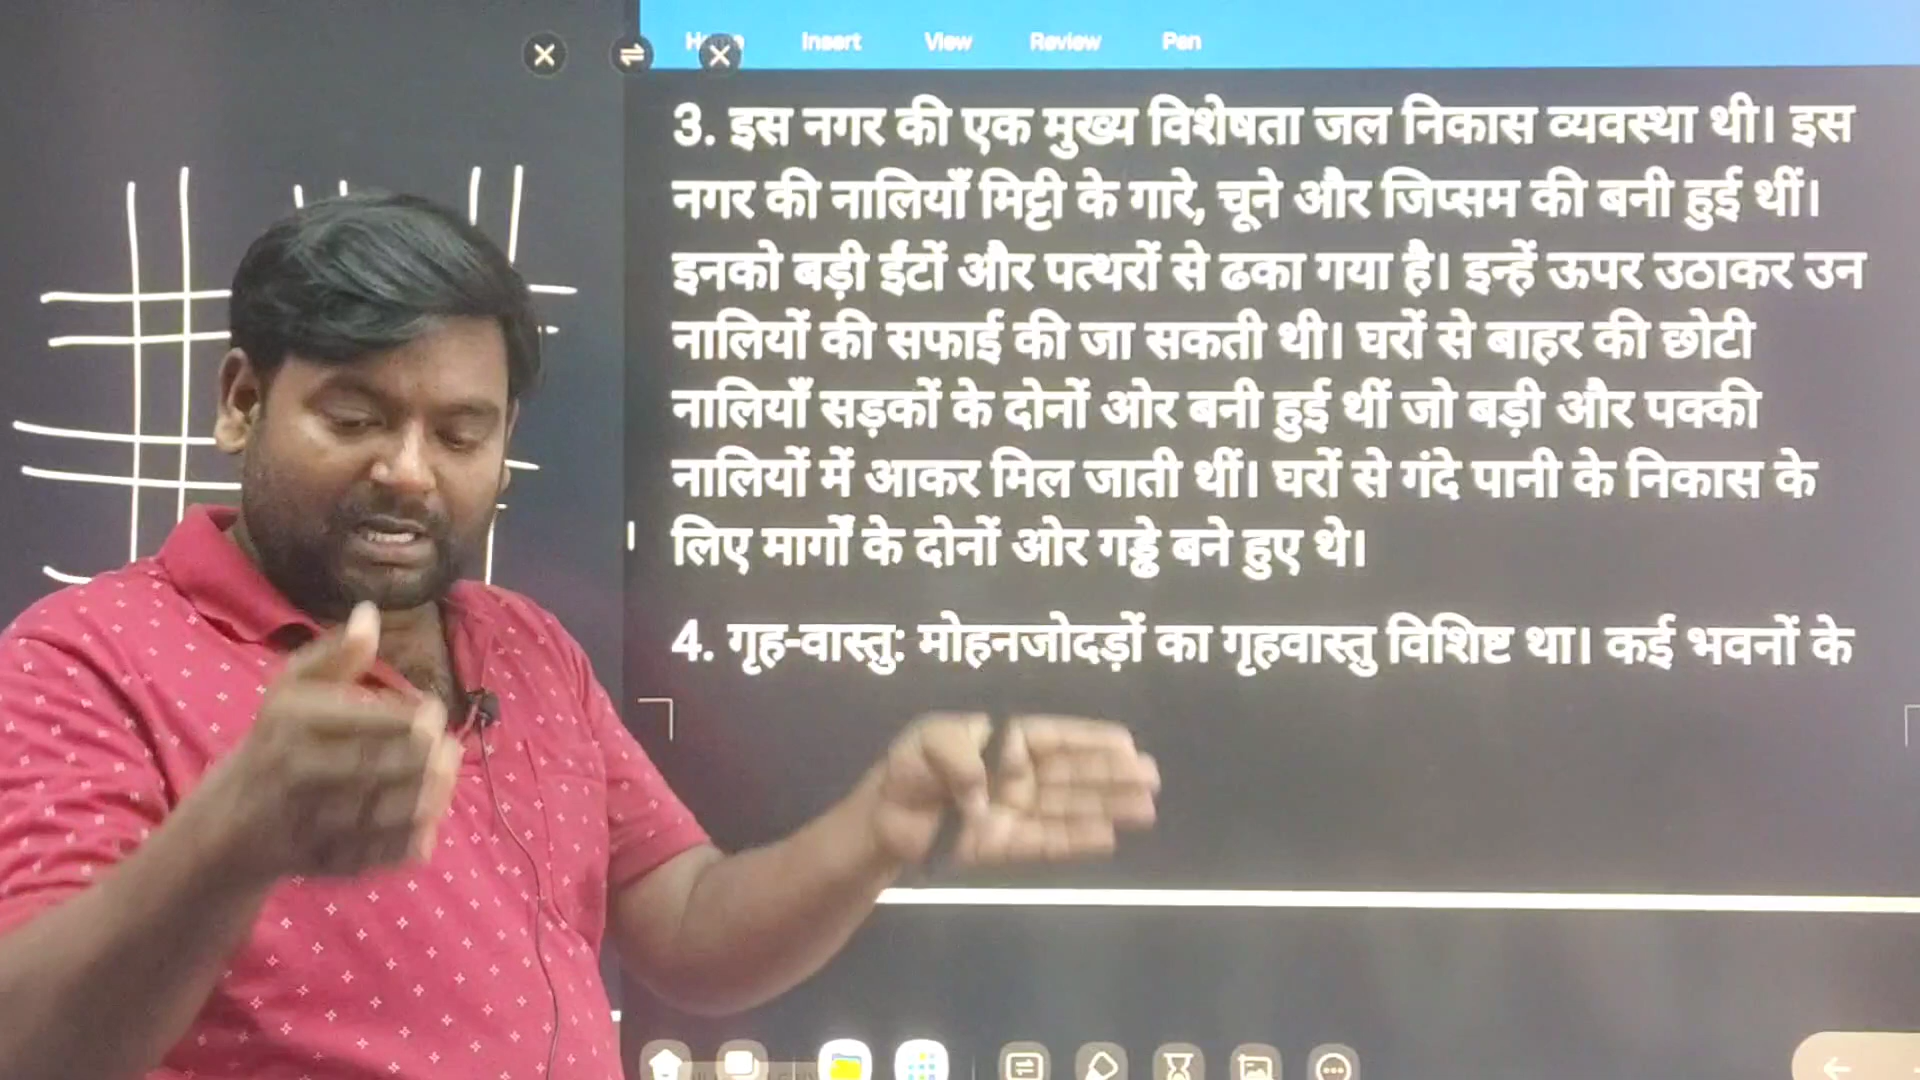 Insert View Review Pen
3. इस नगर की एक मुख्य विशेषता जल निकास व्यवस्था थी। इस
नगर की नालियाँ मिट्टी के गारे, चूने और जिप्सम की बनी हुई थीं।
इनको बड़ी ईंटों और पत्थरों से ढका गया है। इन्हें ऊपर उठाकर उन
नालियों की सफाई की जा सकती थी। घरों से बाहर की छोटी
नालियाँ सड़कों के दोनों ओर बनी हुई थीं जो बड़ी और पक्की
नालियों में आकर मिल जाती थीं। घरों से गंदे पानी के निकास के
लिए मार्गों के दोनों ओर गड्ढे बने हुए थे।
4. गृह-वास्तु: मोहनजोदड़ों का गृहवास्तु विशिष्ट था। कई भवनों के